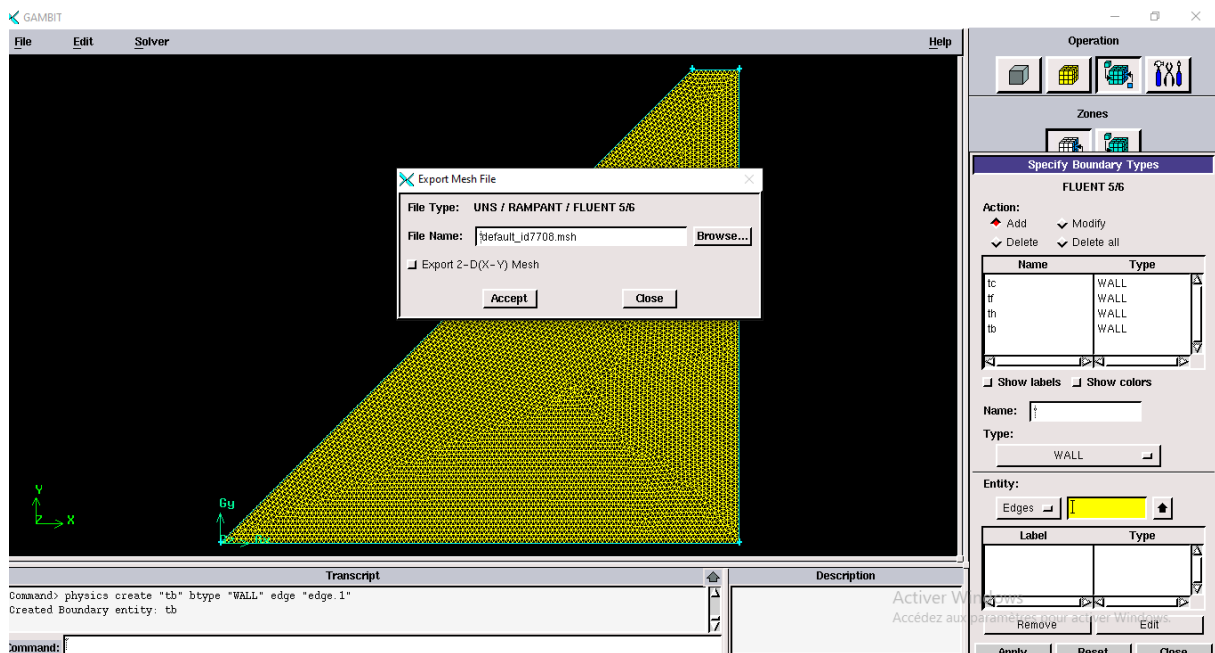 GAMBIT
File Edit Solver Help
Operation
Zones
Specify Boundary Types
FLUENT 5/6
Action:
Add Modify
Delete Delete all
Name Type
tc WALL
tf WALL
th WALL
tb WALL
Show labels Show colors
Name:
Type:
WALL
Entity:
Edges
Label Type
Remove Edit
Apply Reset Close
Export Mesh File
File Type: UNS / RAMPANT / FLUENT 5/6
File Name: default_id7708.msh Browse...
Export 2-D(X-Y) Mesh
Accept Close
Y
Z X
Gy
Transcript
Command> physics create "tb" btype "WALL" edge "edge.1"
Created Boundary entity: tb
Command:
Description
Activer Windows
Accédez aux paramètres pour activer Windows.